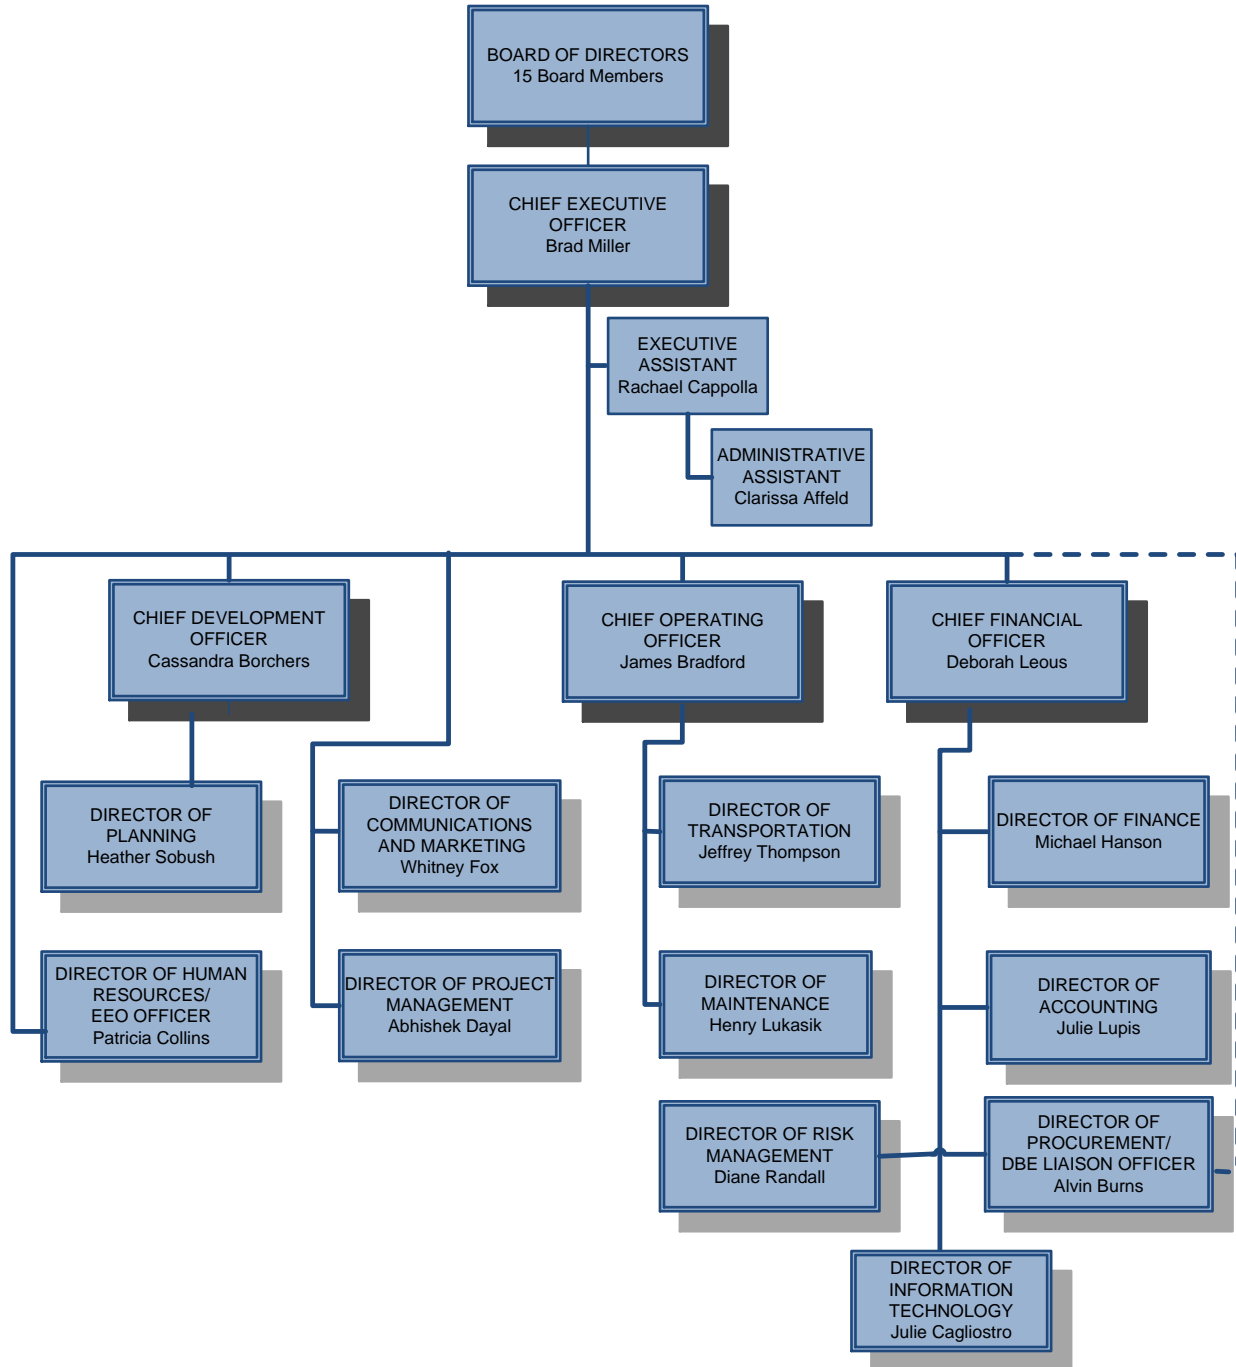 BOARD OF DIRECTORS
15 Board Members
CHIEF EXECUTIVE
OFFICER
Brad Miller
EXECUTIVE
ASSISTANT
Rachael Cappolla
ADMINISTRATIVE
ASSISTANT
Clarissa Affeld
CHIEF DEVELOPMENT
OFFICER
Cassandra Borchers
CHIEF OPERATING
OFFICER
James Bradford
CHIEF FINANCIAL
OFFICER
Deborah Leous
DIRECTOR OF
PLANNING
Heather Sobush
DIRECTOR OF
COMMUNICATIONS
AND MARKETING
Whitney Fox
DIRECTOR OF
TRANSPORTATION
Jeffrey Thompson
DIRECTOR OF FINANCE
Michael Hanson
DIRECTOR OF HUMAN
RESOURCES/
EEO OFFICER
Patricia Collins
DIRECTOR OF PROJECT
MANAGEMENT
Abhishek Dayal
DIRECTOR OF
MAINTENANCE
Henry Lukasik
DIRECTOR OF
ACCOUNTING
Julie Lupis
DIRECTOR OF RISK
MANAGEMENT
Diane Randall
DIRECTOR OF
PROCUREMENT/
DBE LIAISON OFFICER
Alvin Burns
DIRECTOR OF
INFORMATION
TECHNOLOGY
Julie Cagliostro